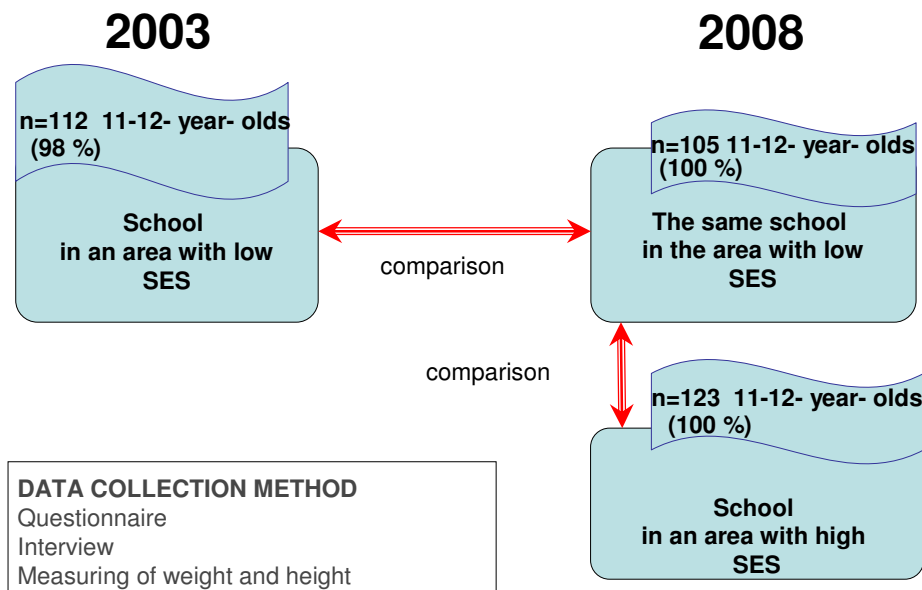 2003
n=112 11-12- year- olds
(98 %)
School
in an area with low
SES
comparison
2008
n=105 11-12- year- olds
(100 %)
The same school
in the area with low
SES
comparison
n=123 11-12- year- olds
(100 %)
School
in an area with high
SES
DATA COLLECTION METHOD
Questionnaire
Interview
Measuring of weight and height